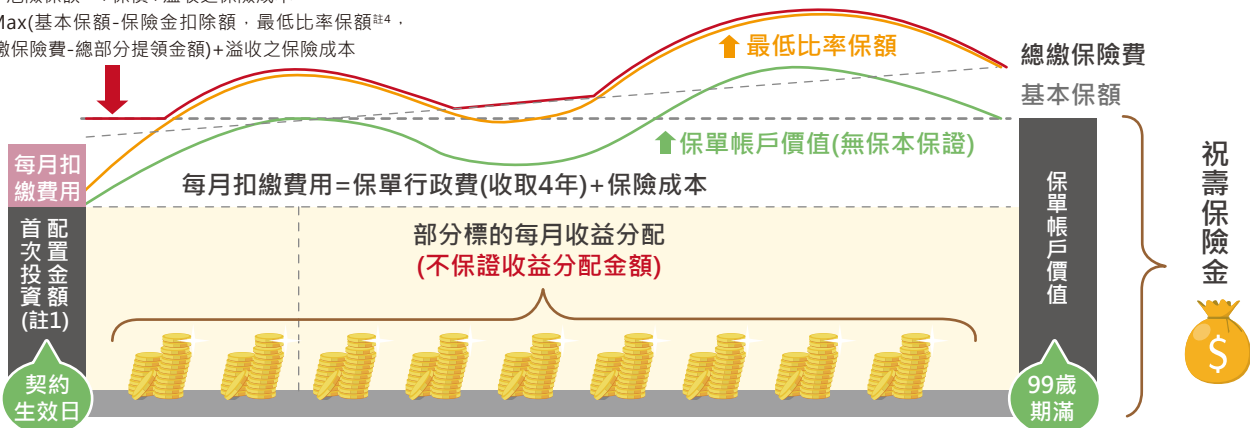 Max(基本保額-保險金扣除額，最低比率保額註4，
繳保險費-總部分提領金額)+溢收之保險成本
最低比率保額
總繳保險費
基本保額
保單帳戶價值(無保本保證)
每月扣
繳費用
每月扣繳費用=保單行政費(收取4年)+保險成本
首次投資
配置金額
(註1)
部分標的每月收益分配
(不保證收益分配金額)
保單帳戶價值
祝壽保險金
$
契約
生效日
99歲
期滿